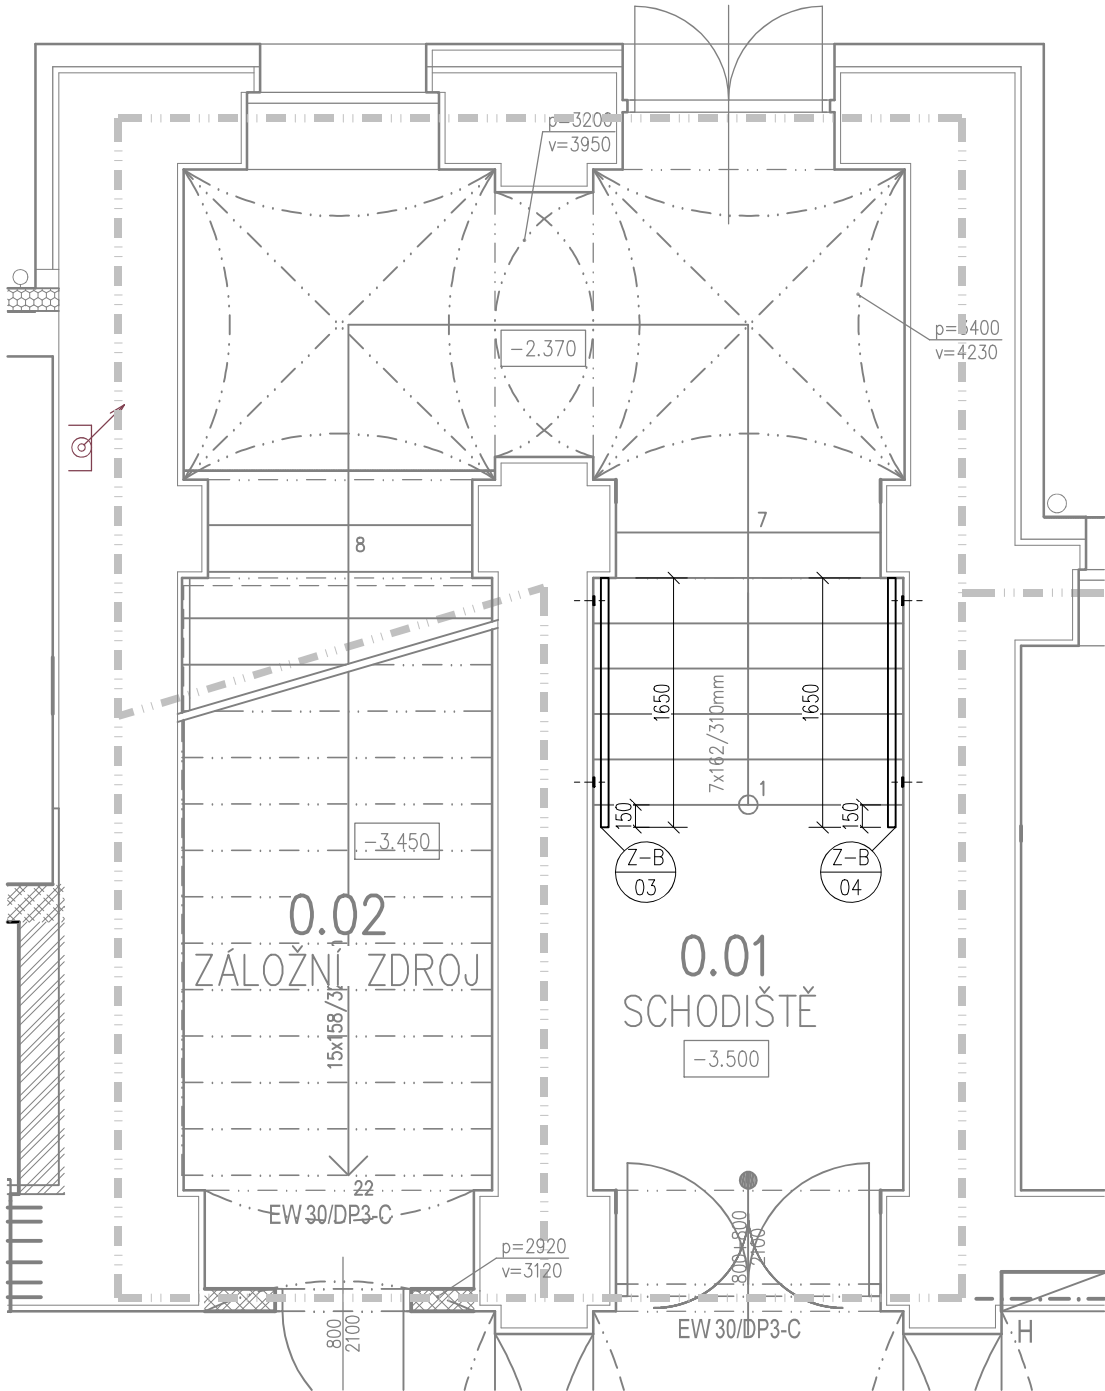 p=3200
v=3950
p=3400
v=4230
-2.370
7
8
1650
1650
7x162/310mm
1
150
150
-3.450
Z-B
03
Z-B
04
0.02
ZÁLOŽNÍ ZDROJ
0.01
SCHODIŠTĚ
-3.500
22
EW 30/DP3-C
p=2920
v=3120
800
2100
2100
EW 30/DP3-C
H